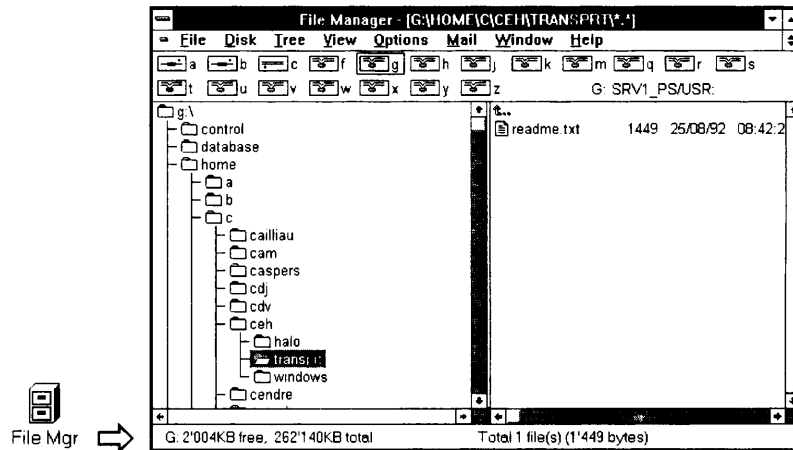 File Manager - [G:\HOME\C\CEH\TRANSPRT\*.*]
File Disk Tree View Options Mail Window Help
a b c f g h j k m q r s
t u v w x y z G: SRV1_PS/USR:
g:\
control
database
home
a
b
c
cailliau
cam
caspers
cdj
cdv
ceh
halo
windows
cendre
..
readme.txt 1449 25/08/92 08:42:2
G: 2'004KB free, 262'140KB total Total 1 file(s) (1'449 bytes)
File Mgr